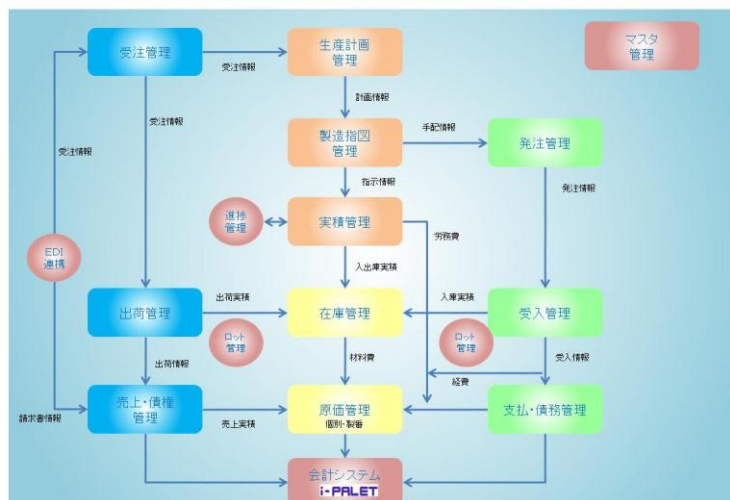 受注管理
受注情報
生産計画
管理
マスタ
管理
計画情報
受注情報
受注情報
製造指図
管理
手配情報
発注管理
指示情報
発注情報
進捗
管理
実績管理
労務費
EDI
連携
入出庫実績
出荷管理
出荷実績
在庫管理
入庫実績
受入管理
ロット
管理
ロット
管理
出荷情報
材料費
受入情報
経費
請求書情報
売上・債権
管理
売上実績
原価管理
個別・製番
支払・債務管理
会計システム
i-PALET